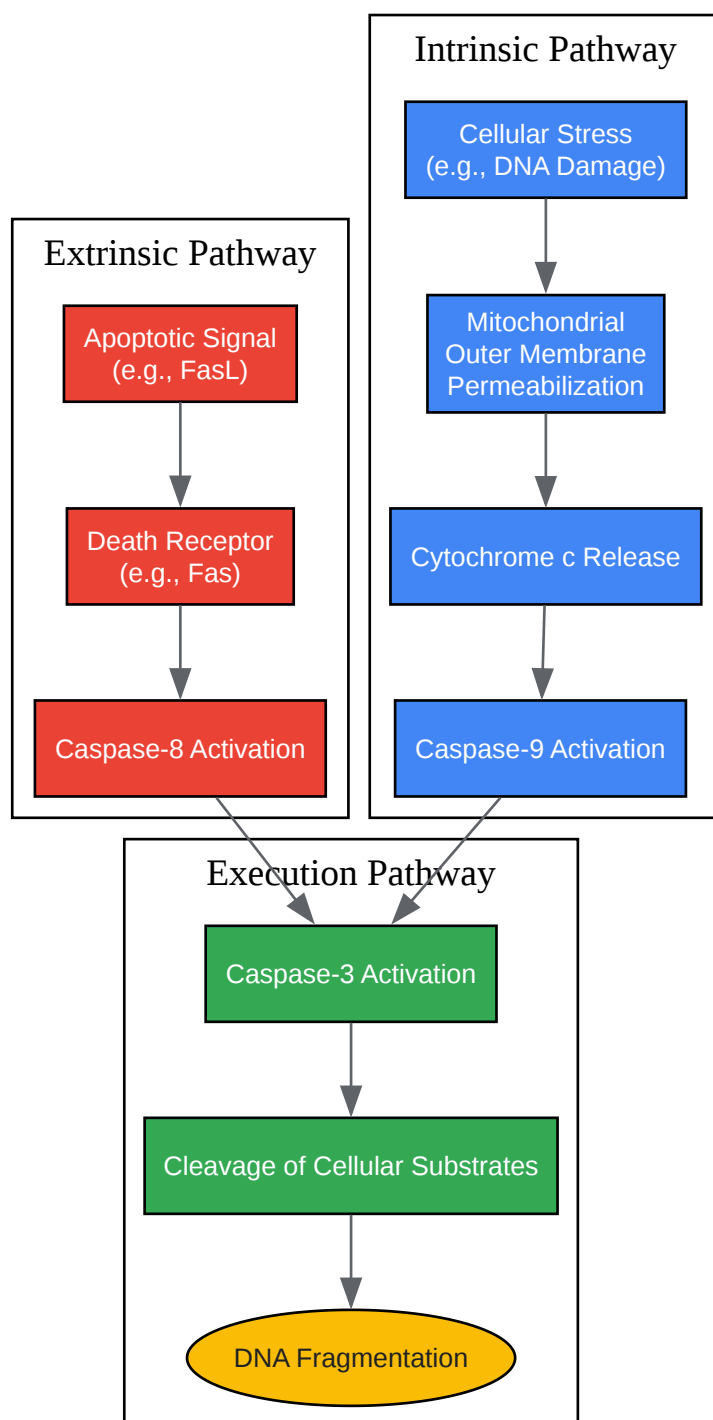 Extrinsic Pathway
Apoptotic Signal
(e.g., FasL)
Death Receptor
(e.g., Fas)
Caspase-8 Activation
Intrinsic Pathway
Cellular Stress
(e.g., DNA Damage)
Mitochondrial
Outer Membrane
Permeabilization
Cytochrome c Release
Caspase-9 Activation
Execution Pathway
Caspase-3 Activation
Cleavage of Cellular Substrates
DNA Fragmentation